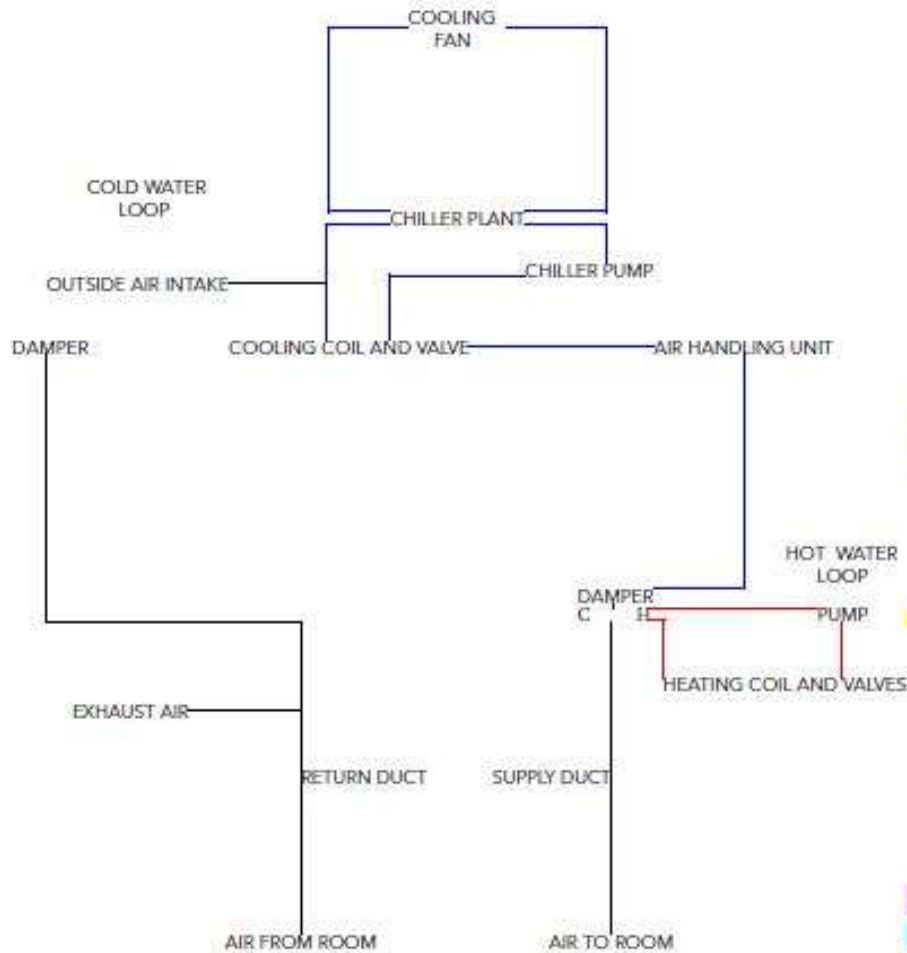 COOLING
FAN
COLD WATER
LOOP
CHILLER PLANT
CHILLER PUMP
OUTSIDE AIR INTAKE
DAMPER
COOLING COIL AND VALVE
AIR HANDLING UNIT
HOT WATER
LOOP
DAMPER
C H
PUMP
HEATING COIL AND VALVES
EXHAUST AIR
RETURN DUCT
SUPPLY DUCT
AIR FROM ROOM
AIR TO ROOM